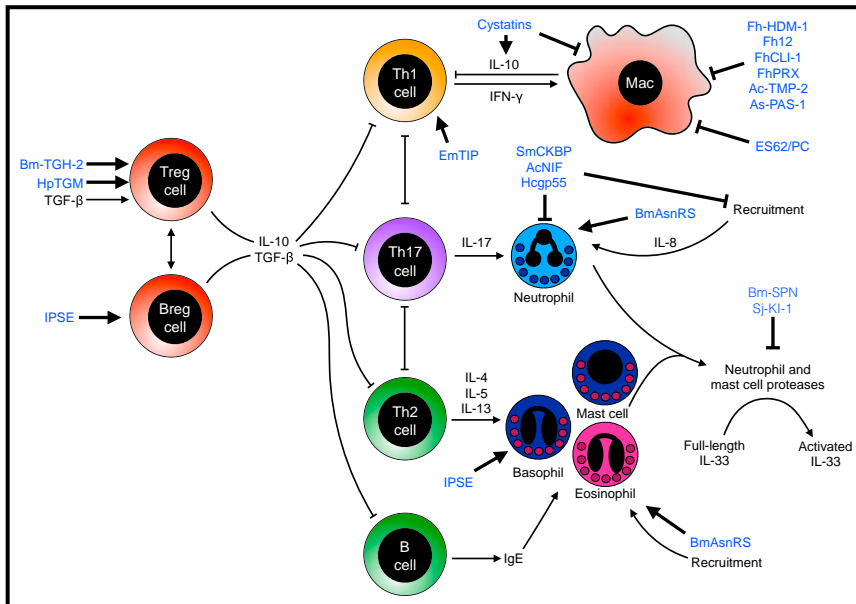 Cystatins
Th1
cell
IL-10
IFN-γ
Mac
Fh-HDM-1
Fh12
FhCLI-1
FhPRX
Ac-TMP-2
As-PAS-1
ES62/PC
EmTIP
Bm-TGH-2
HpTGM
TGF-β
Treg
cell
IL-10
TGF-β
IPSE
Breg
cell
Th17
cell
IL-17
SmCKBP
AcNIF
Hcgp55
BmAsnRS
Recruitment
IL-8
Neutrophil
Bm-SPN
Sj-KI-1
Neutrophil and
mast cell proteases
Full-length
IL-33
Activated
IL-33
Th2
cell
IL-4
IL-5
IL-13
Mast cell
Basophil
IPSE
Eosinophil
B
cell
IgE
BmAsnRS
Recruitment